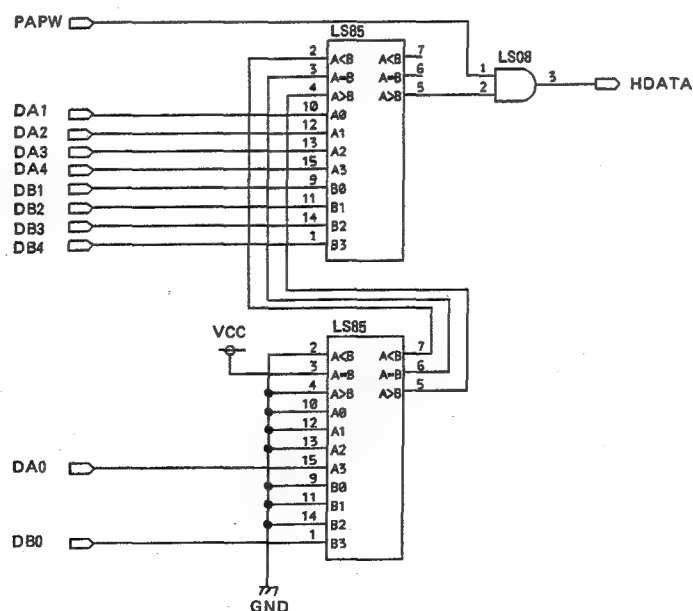 PAPW
LS85
2 A<B A<B 7
3 A=B A=B 6
4 A>B A>B 5
LS08
1
2
3
HDATA
DA1 10 A0
DA2 12 A1
DA3 13 A2
DA4 15 A3
DB1 9 B0
DB2 11 B1
DB3 14 B2
DB4 1 B3
VCC
LS85
2 A<B A<B 7
3 A=B A=B 6
4 A>B A>B 5
10 A0
12 A1
13 A2
DA0 15 A3
9 B0
11 B1
14 B2
DB0 1 B3
GND